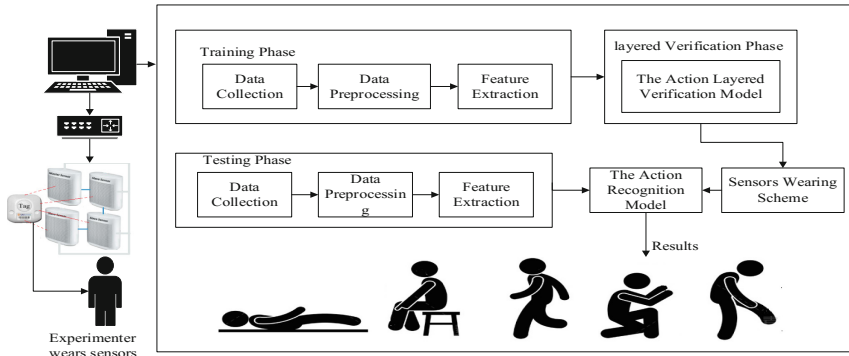 Training Phase
Data
Collection
Data
Preprocessing
Feature
Extraction
layered Verification Phase
The Action Layered
Verification Model
Testing Phase
Data
Collection
Data
Preprocessin
g
Feature
Extraction
The Action
Recognition
Model
Sensors Wearing
Scheme
Results
Tag
Experimenter
wears sensors